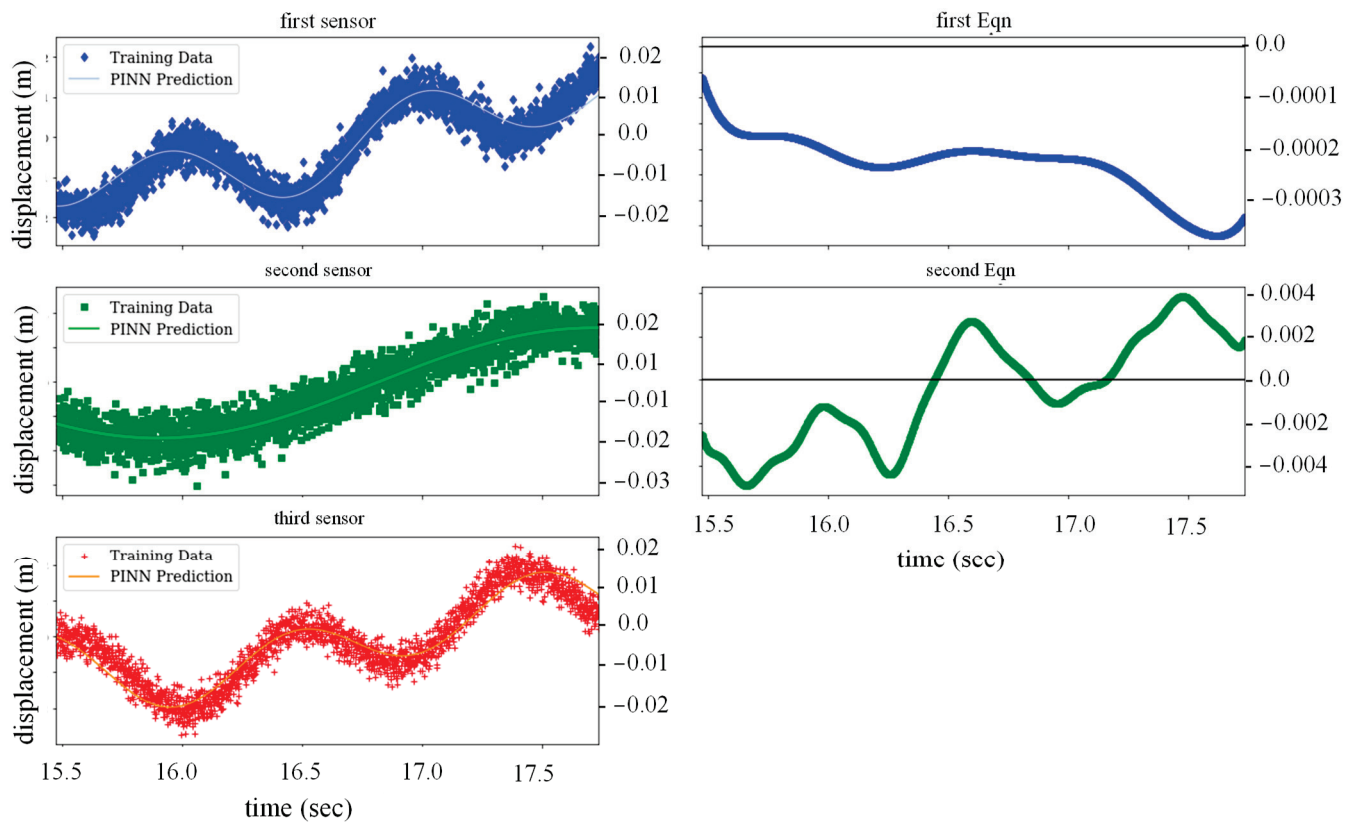 first sensor
Training Data
PINN Prediction
displacement (m)
0.02
0.01
0.0
−0.01
−0.02
first Eqn
0.0
−0.0001
−0.0002
−0.0003
second sensor
Training Data
PINN Prediction
displacement (m)
0.02
0.01
−0.01
−0.02
−0.03
second Eqn
0.004
0.002
0.0
−0.002
−0.004
15.5 16.0 16.5 17.0 17.5
time (sec)
third sensor
Training Data
PINN Prediction
displacement (m)
0.02
0.01
0.0
−0.01
−0.02
15.5 16.0 16.5 17.0 17.5
time (sec)